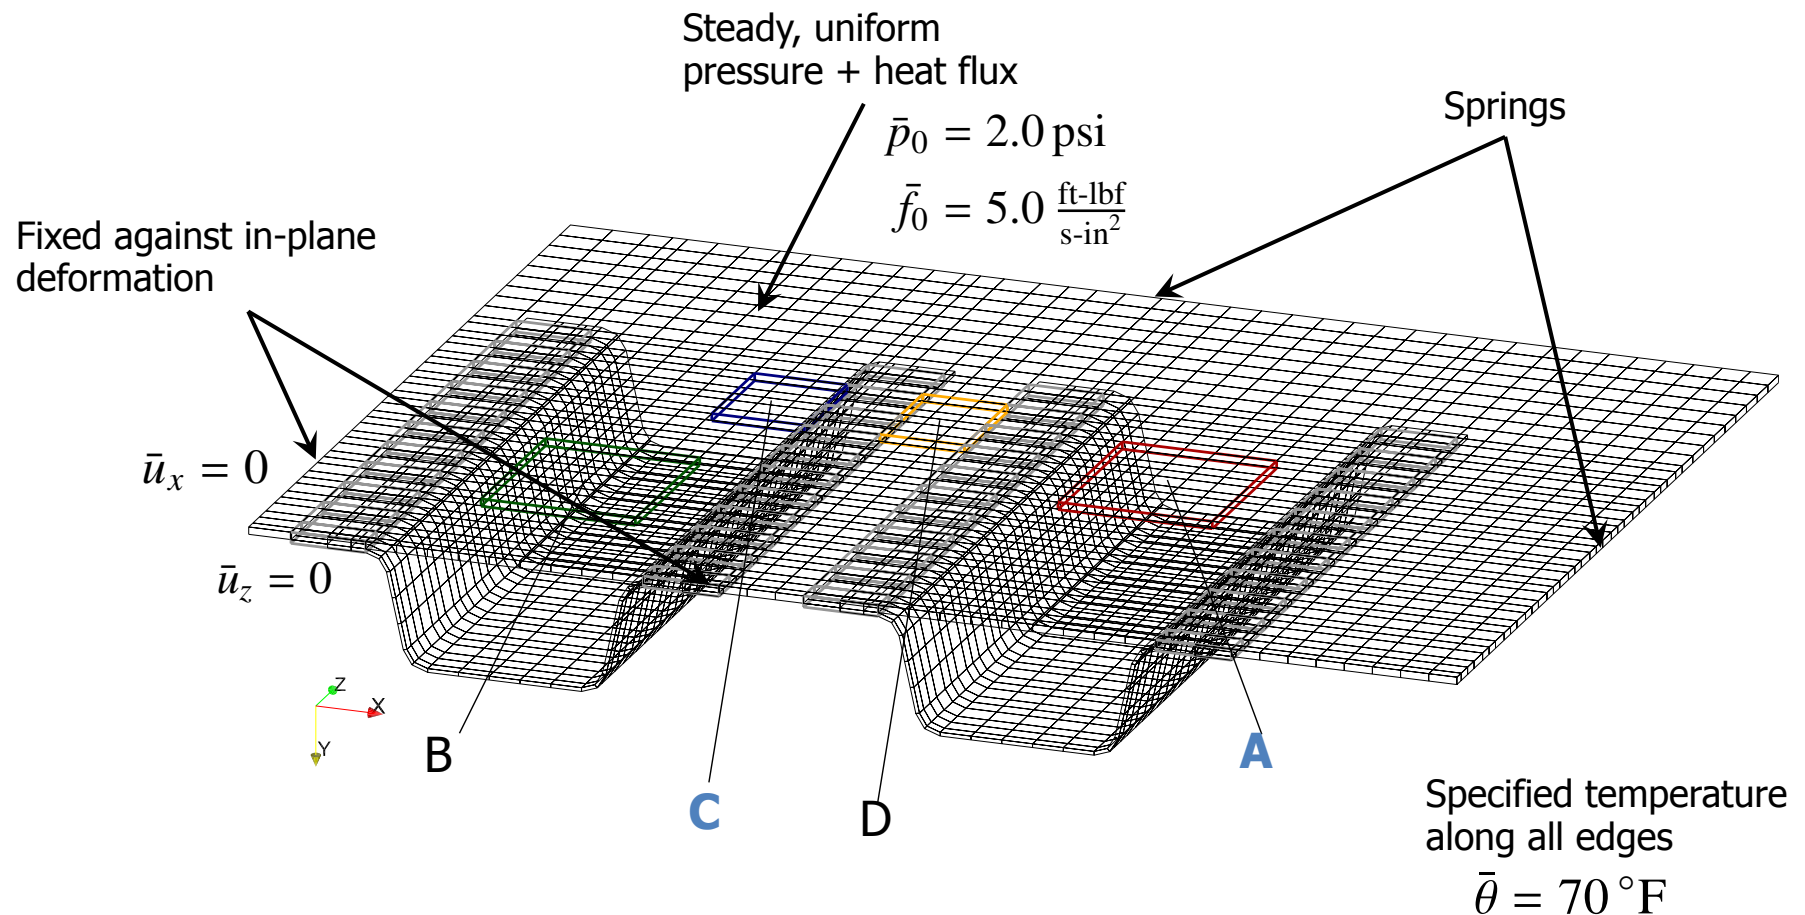 Steady, uniform
pressure + heat flux
p̄₀ = 2.0 psi
f̄₀ = 5.0 ft-lbf/s-in²
Springs
Fixed against in-plane
deformation
ūₓ = 0
ū_z = 0
Z
X
Y
B
C
D
A
Specified temperature
along all edges
θ̄ = 70 °F